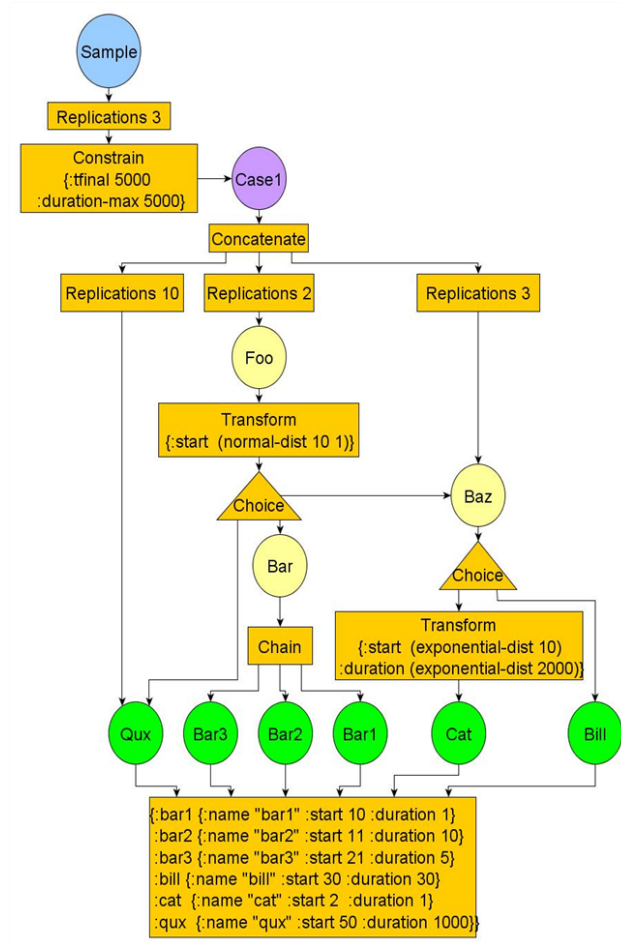 Sample
Replications 3
Constrain
{:tfinal 5000
:duration-max 5000}
Case1
Concatenate
Replications 10
Replications 2
Replications 3
Foo
Transform
{:start (normal-dist 10 1)}
Choice
Baz
Bar
Choice
Chain
Transform
{:start (exponential-dist 10)
:duration (exponential-dist 2000)}
Qux
Bar3
Bar2
Bar1
Cat
Bill
{:bar1 {:name "bar1" :start 10 :duration 1}
:bar2 {:name "bar2" :start 11 :duration 10}
:bar3 {:name "bar3" :start 21 :duration 5}
:bill {:name "bill" :start 30 :duration 30}
:cat {:name "cat" :start 2 :duration 1}
:qux {:name "qux" :start 50 :duration 1000}}